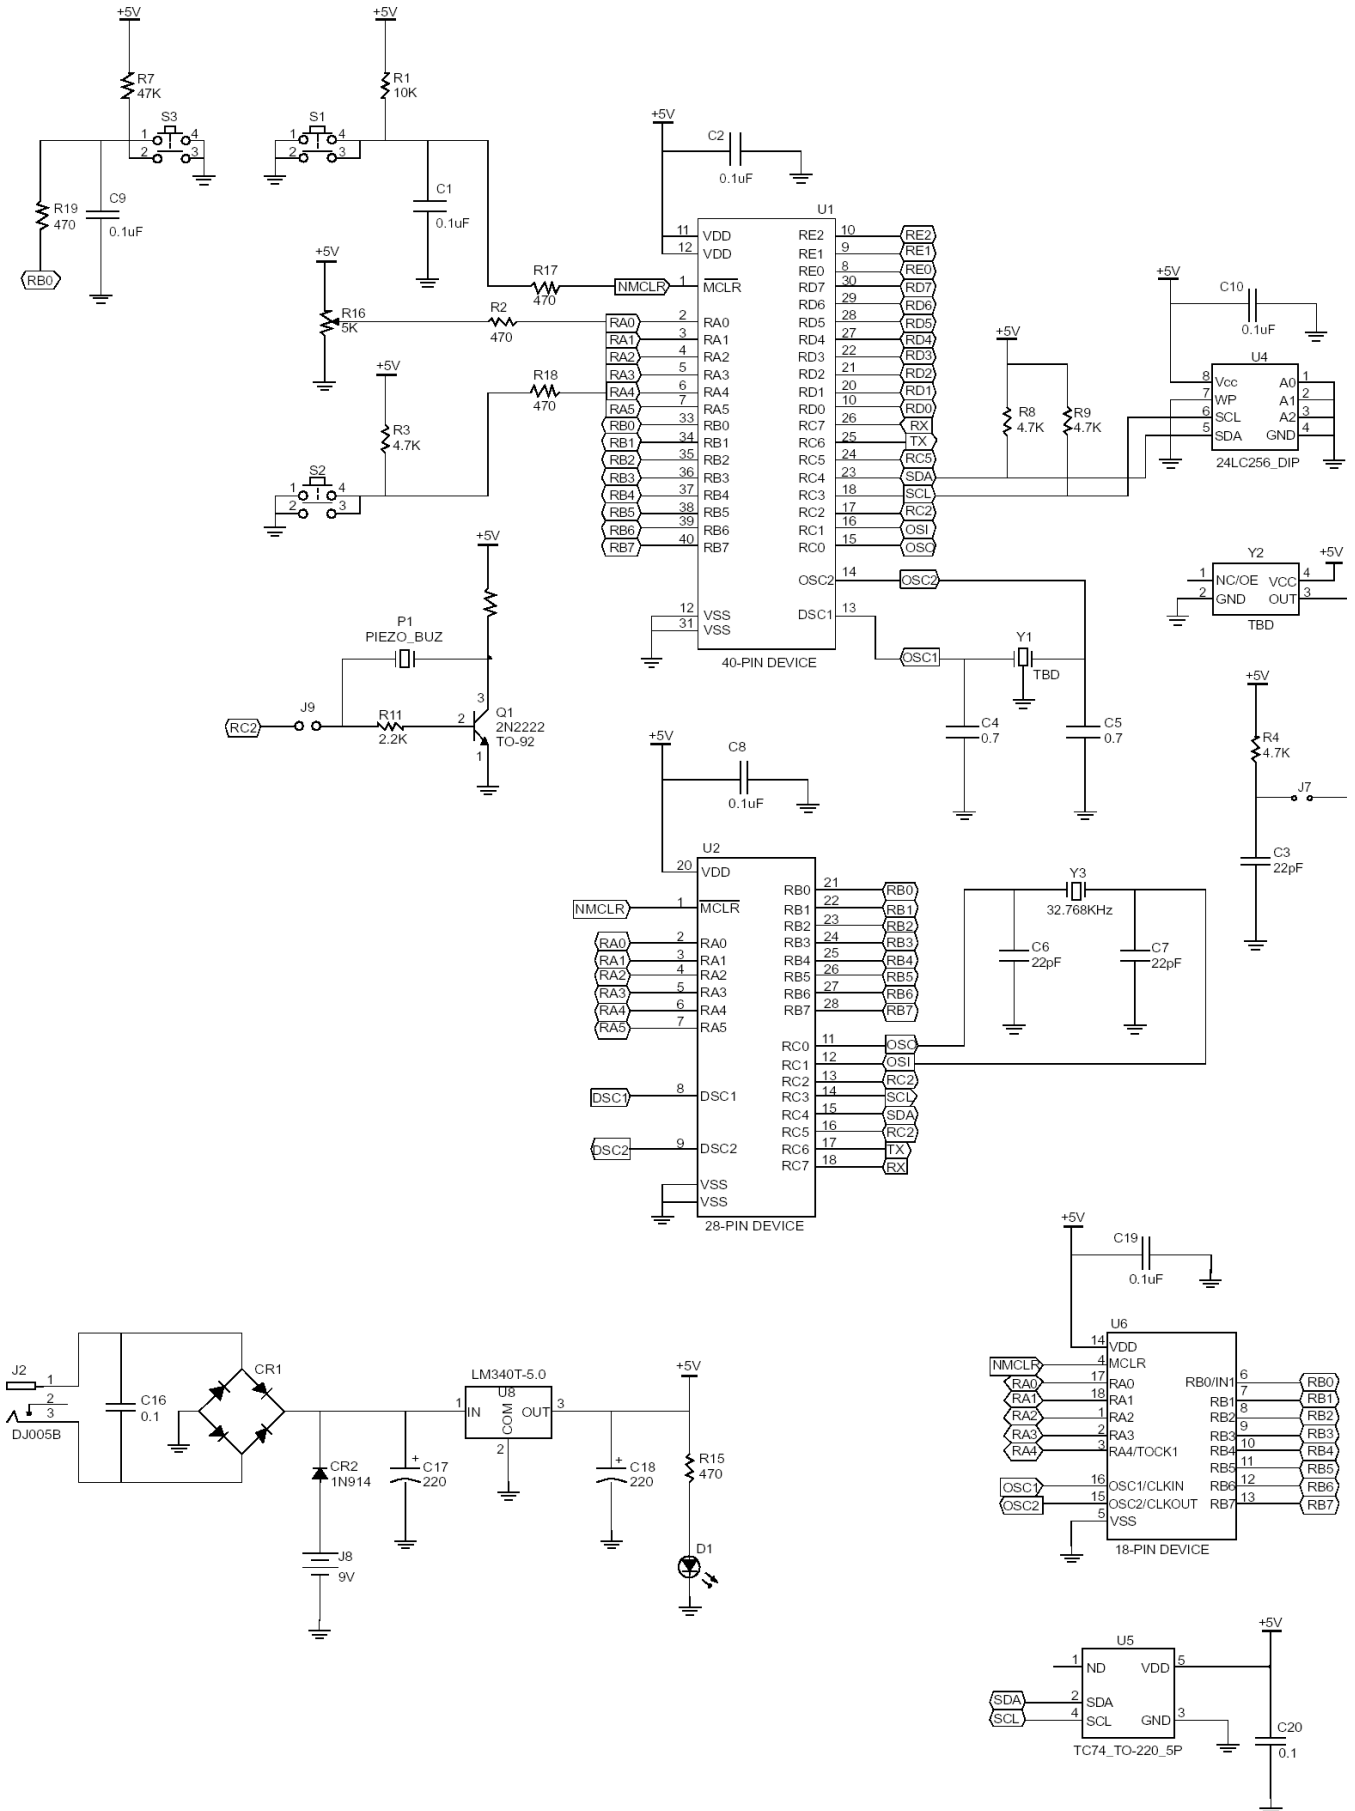 +5V
+5V
R7
47K
S3
1
4
2
3
R1
10K
S1
1
4
2
3
R19
470
C9
0.1uF
RB0
C1
0.1uF
+5V
C2
0.1uF
+5V
R16
5K
R17
470
R2
470
NMCLR
+5V
R3
4.7K
R18
470
S2
1
4
2
3
U1
11 VDD
12 VDD
1 MCLR
RA0 2 RA0
RA1 3 RA1
RA2 4 RA2
RA3 5 RA3
RA4 6 RA4
RA5 7 RA5
RB0 33 RB0
RB1 34 RB1
RB2 35 RB2
RB3 36 RB3
RB4 37 RB4
RB5 38 RB5
RB6 39 RB6
RB7 40 RB7
12 VSS
31 VSS
RE2 10 RE2
RE1 9 RE1
RE0 8 RE0
RD7 30 RD7
RD6 29 RD6
RD5 28 RD5
RD4 27 RD4
RD3 22 RD3
RD2 21 RD2
RD1 20 RD1
RD0 10 RD0
RC7 26 RX
RC6 25 TX
RC5 24 RC5
RC4 23 SDA
RC3 18 SCL
RC2 17 RC2
RC1 16 OSI
RC0 15 OSO
OSC2 14 OSC2
DSC1 13
OSC1
40-PIN DEVICE
+5V
R8
4.7K
R9
4.7K
+5V
C10
0.1uF
U4
8 Vcc A0 1
7 WP A1 2
6 SCL A2 3
5 SDA GND 4
24LC256_DIP
Y2
+5V
1 NC/OE VCC 4
2 GND OUT 3
TBD
Y1
TBD
C4
0.7
C5
0.7
+5V
P1
PIEZO_BUZ
J9
RC2
R11
2.2K
3
2
1
Q1
2N2222
TO-92
+5V
R4
4.7K
J7
C3
22pF
+5V
C8
0.1uF
U2
20 VDD
NMCLR 1 MCLR
RA0 2 RA0
RA1 3 RA1
RA2 4 RA2
RA3 5 RA3
RA4 6 RA4
RA5 7 RA5
DSC1 8 DSC1
DSC2 9 DSC2
VSS
VSS
RB0 21 RB0
RB1 22 RB1
RB2 23 RB2
RB3 24 RB3
RB4 25 RB4
RB5 26 RB5
RB6 27 RB6
RB7 28 RB7
RC0 11 OSO
RC1 12 OSI
RC2 13 RC2
RC3 14 SCL
RC4 15 SDA
RC5 16 RC2
RC6 17 TX
RC7 18 RX
28-PIN DEVICE
Y3
32.768KHz
C6
22pF
C7
22pF
+5V
C19
0.1uF
U6
14 VDD
NMCLR 4 MCLR
RA0 17 RA0
RA1 18 RA1
RA2 1 RA2
RA3 2 RA3
RA4 3 RA4/TOCK1
OSC1 16 OSC1/CLKIN
OSC2 15 OSC2/CLKOUT
5 VSS
RB0/IN1 6 RB0
RB1 7 RB1
RB2 8 RB2
RB3 9 RB3
RB4 10 RB4
RB5 11 RB5
RB6 12 RB6
RB7 13 RB7
18-PIN DEVICE
J2
1
2
3
DJ005B
C16
0.1
CR1
CR2
1N914
J8
9V
+
C17
220
LM340T-5.0
U8
1 IN COM OUT 3
2
+
C18
220
+5V
R15
470
D1
+5V
U5
1 ND VDD 5
SDA 2 SDA
SCL 4 SCL GND 3
TC74_TO-220_5P
C20
0.1